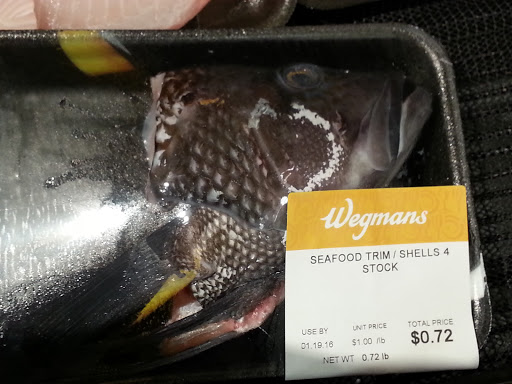 Wegmans
SEAFOOD TRIM / SHELLS 4
STOCK
USE BY UNIT PRICE TOTAL PRICE
01.19.16 $1.00 /lb $0.72
NET WT 0.72 lb